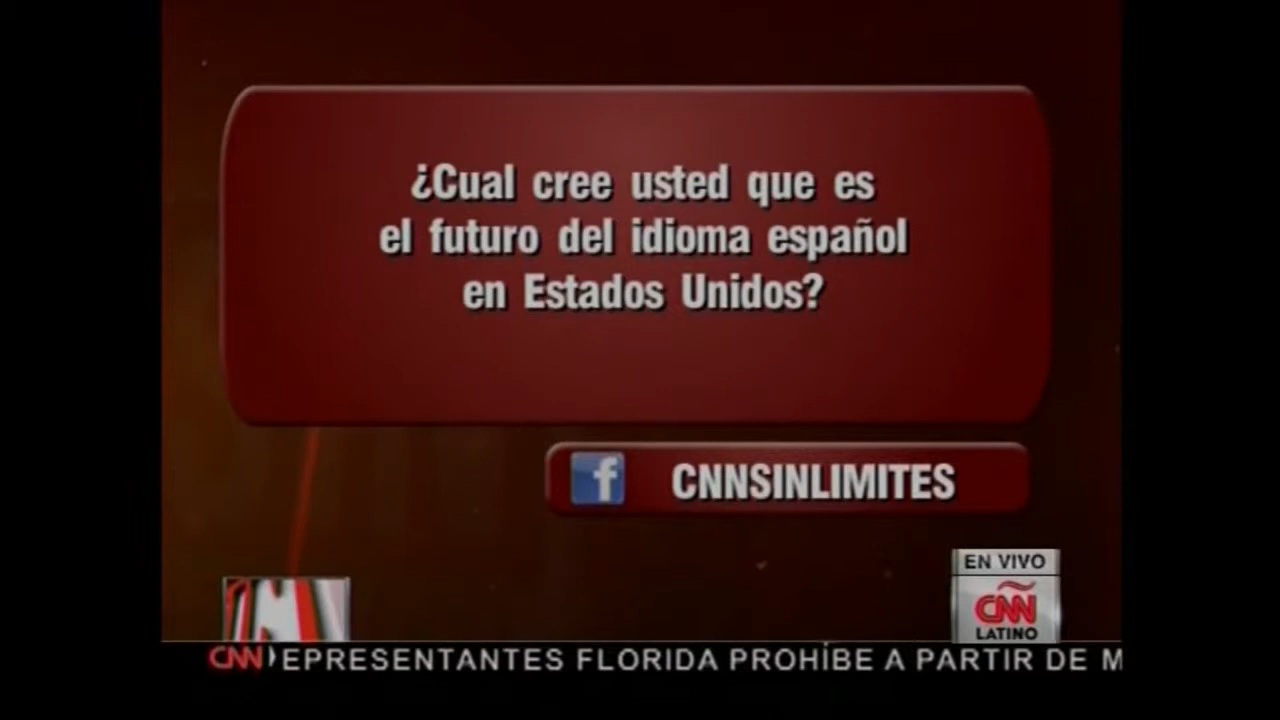 ¿Cual cree usted que es
el futuro del idioma español
en Estados Unidos?
f CNNSINLIMITES
EN VIVO
CNN
LATINO
CNN EPRESENTANTES FLORIDA PROHÍBE A PARTIR DE M